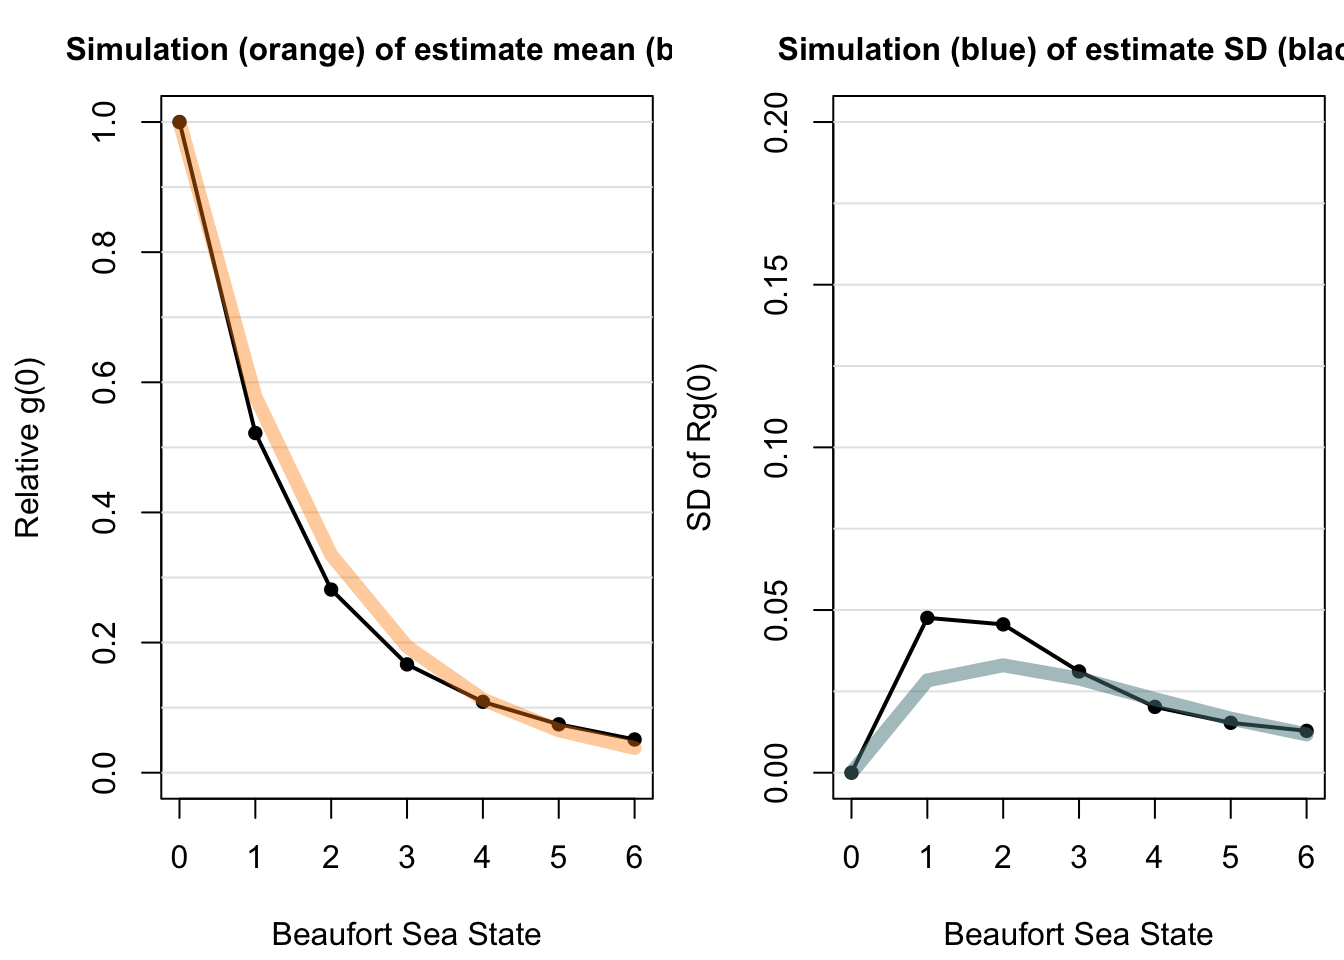 Simulation (orange) of estimate mean (b
Relative g(0)
1.0
0.8
0.6
0.4
0.2
0.0
0 1 2 3 4 5 6
Beaufort Sea State
Simulation (blue) of estimate SD (blac
SD of Rg(0)
0.20
0.15
0.10
0.05
0.00
0 1 2 3 4 5 6
Beaufort Sea State